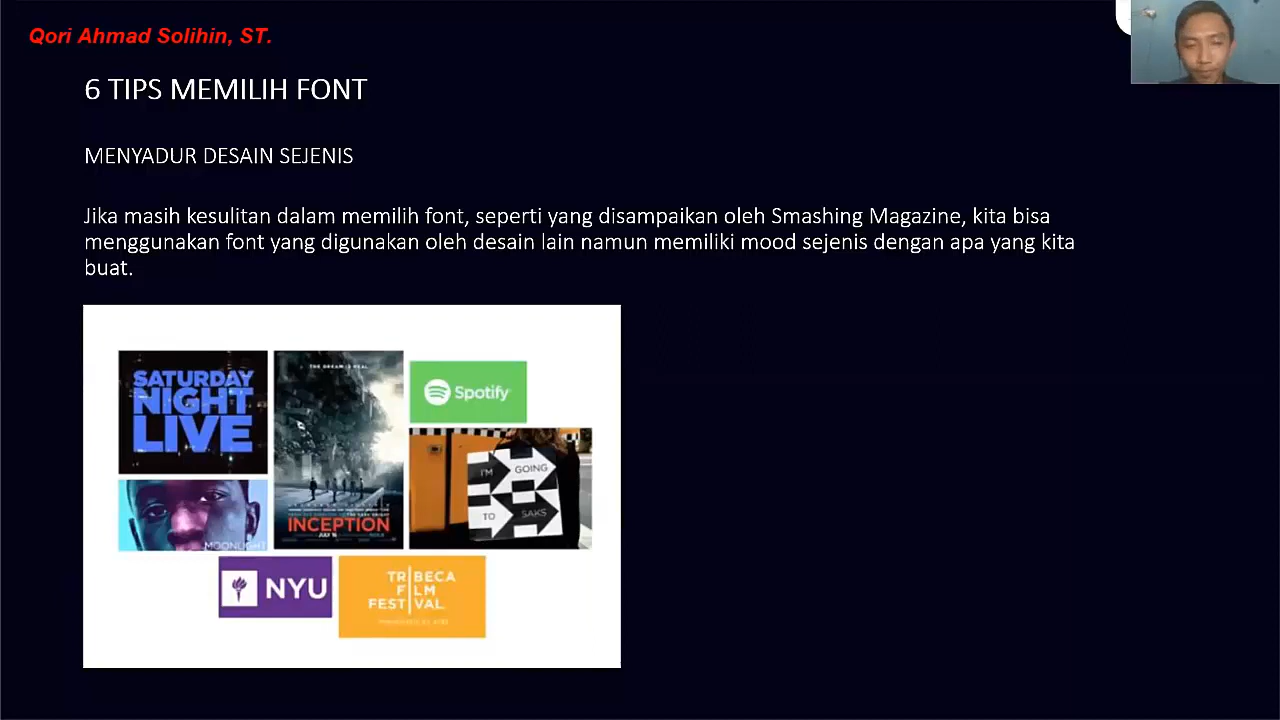 Qori Ahmad Solihin, ST.
6 TIPS MEMILIH FONT
MENYADUR DESAIN SEJENIS
Jika masih kesulitan dalam memilih font, seperti yang disampaikan oleh Smashing Magazine, kita bisa
menggunakan font yang digunakan oleh desain lain namun memiliki mood sejenis dengan apa yang kita
buat.
SATURDAY
NIGHT
LIVE
THE DREAM IS REAL
INCEPTION
JULY 16
Spotify
I'M GOING
TO SAKS
MOONLIGHT
NYU
TRIBECA
FILM
FESTIVAL